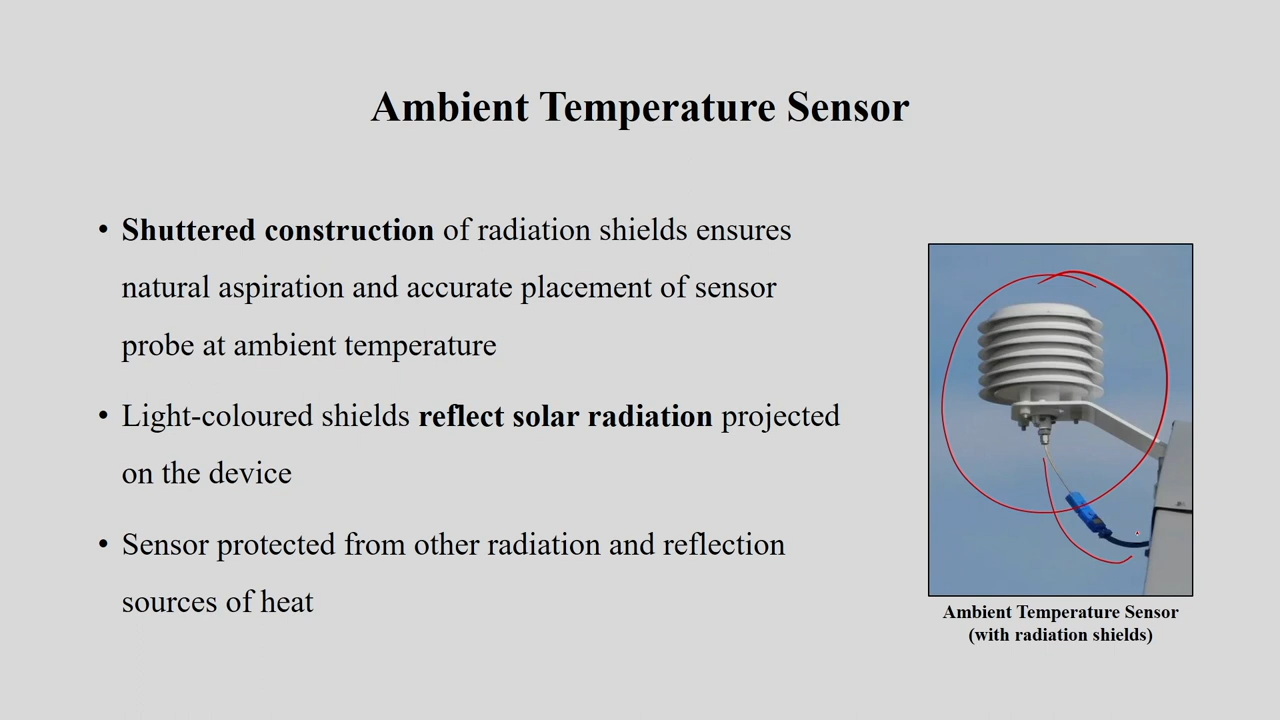 Ambient Temperature Sensor
• Shuttered construction of radiation shields ensures
natural aspiration and accurate placement of sensor
probe at ambient temperature
• Light-coloured shields reflect solar radiation projected
on the device
• Sensor protected from other radiation and reflection
sources of heat
Ambient Temperature Sensor
(with radiation shields)